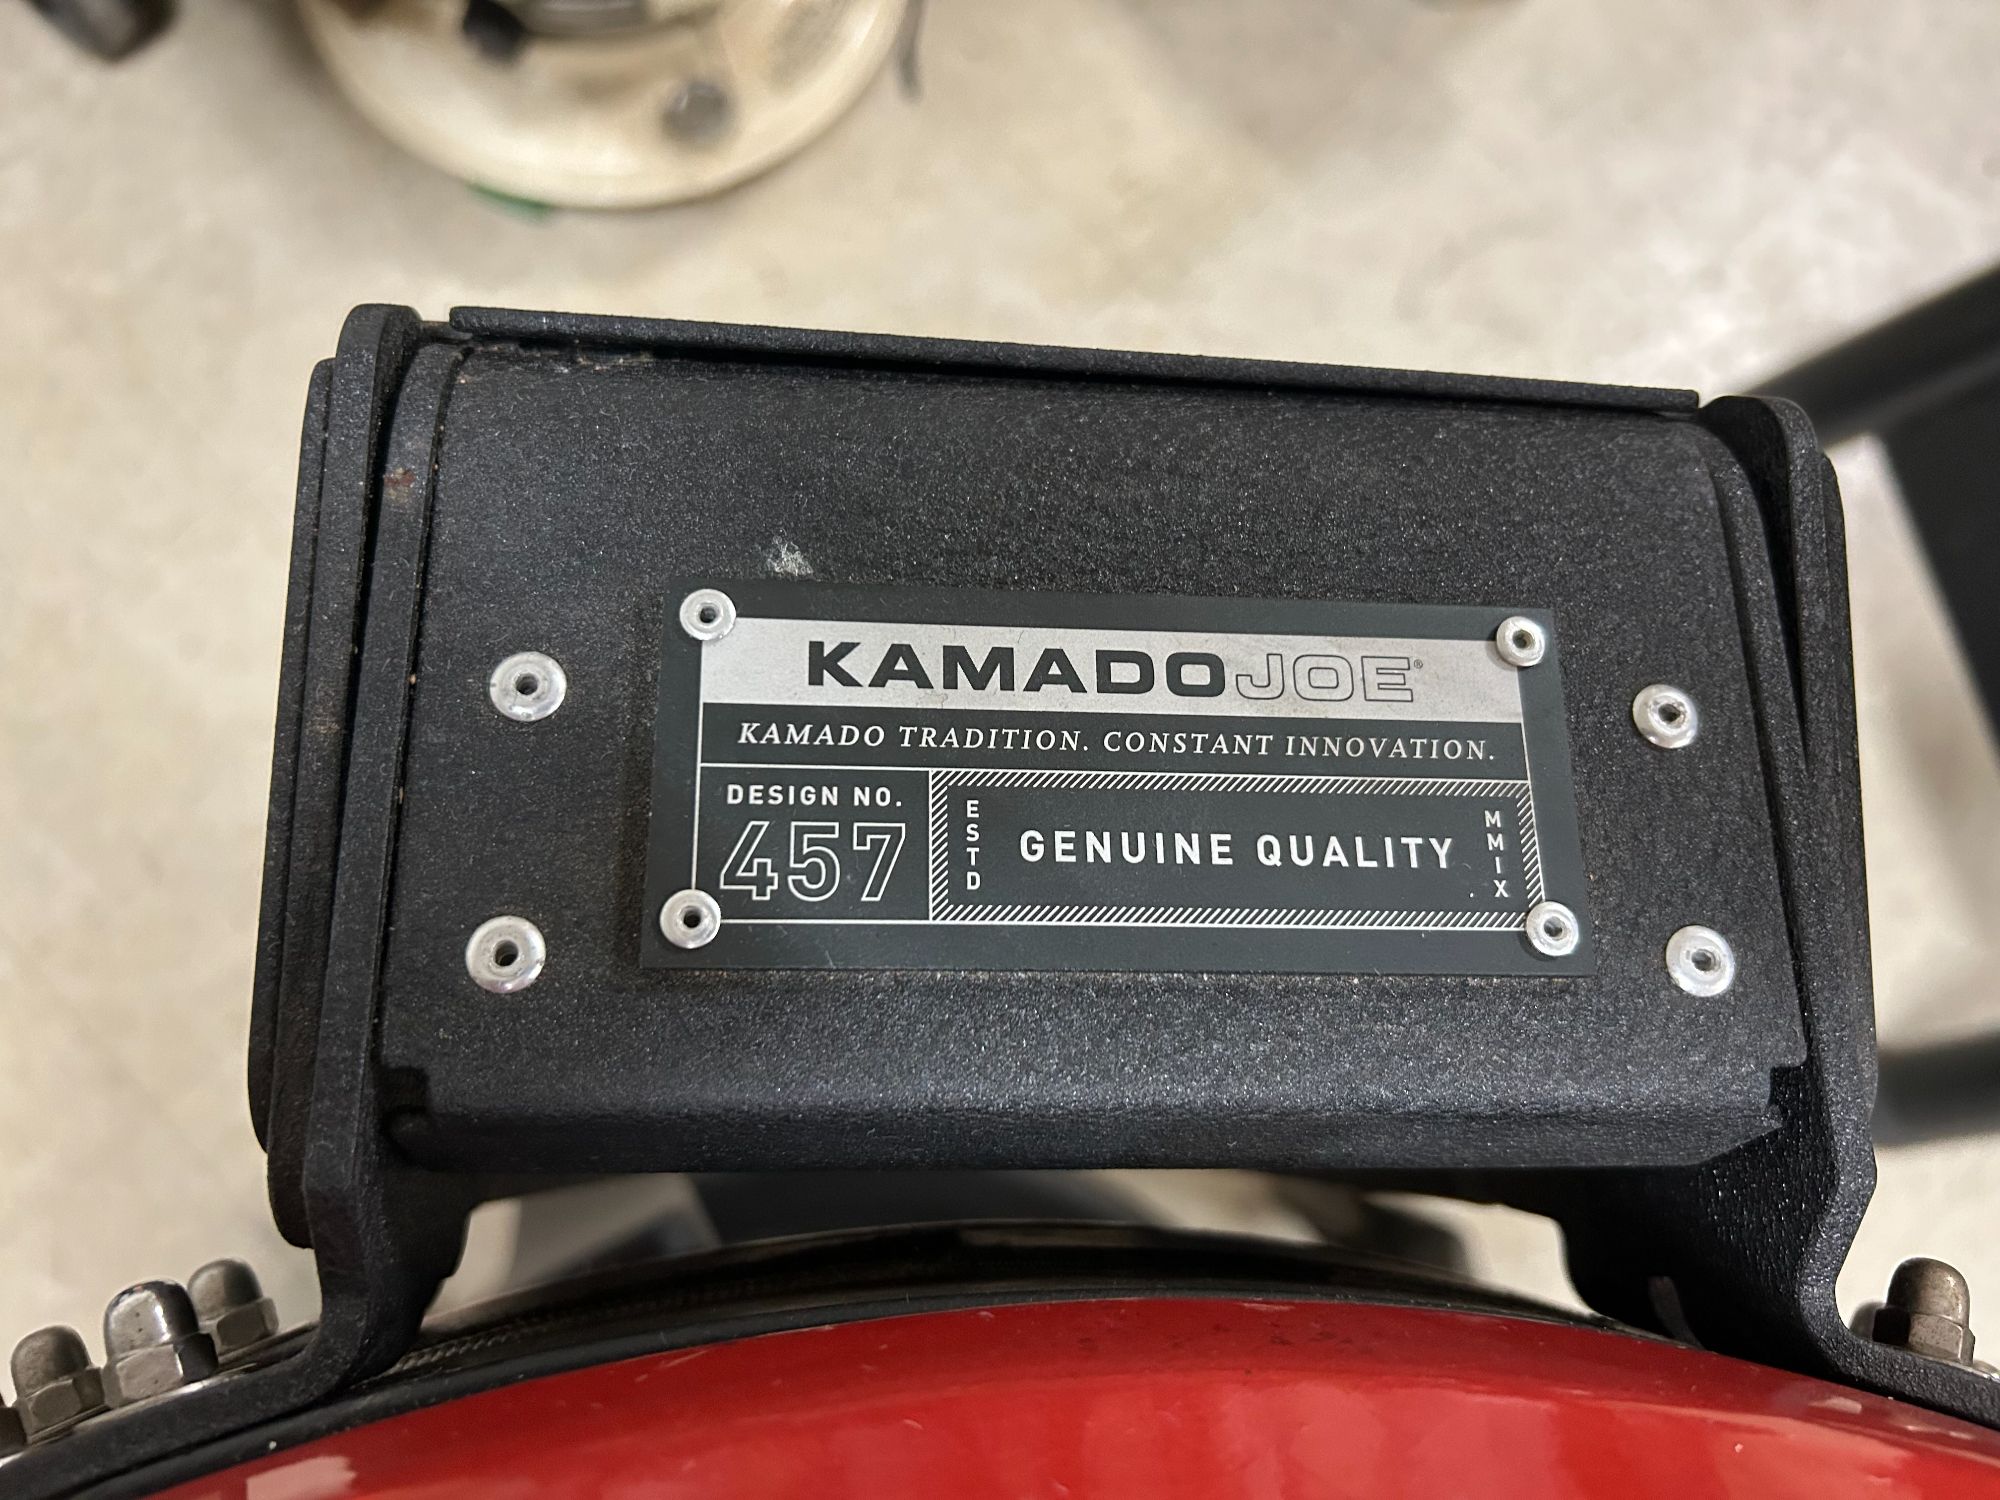 KAMADOJOE®
KAMADO TRADITION. CONSTANT INNOVATION.
DESIGN NO.
457
ESTD
GENUINE QUALITY
MMIX